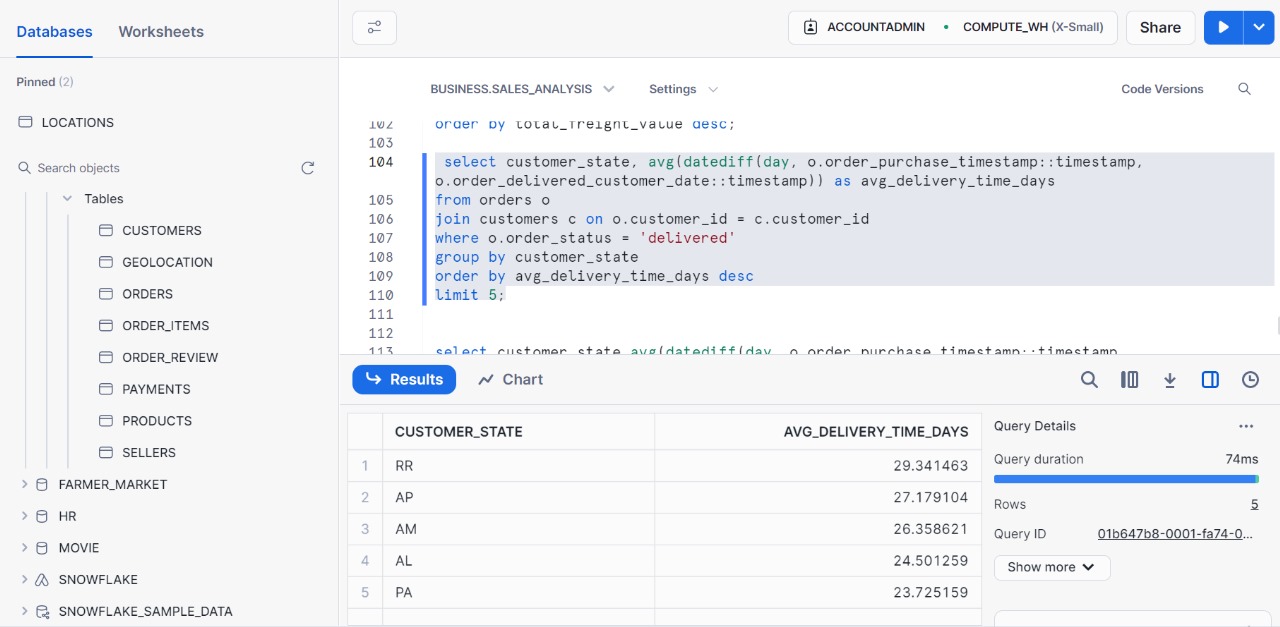 Databases Worksheets
Pinned (2)
LOCATIONS
Search objects
Tables
CUSTOMERS
GEOLOCATION
ORDERS
ORDER_ITEMS
ORDER_REVIEW
PAYMENTS
PRODUCTS
SELLERS
FARMER_MARKET
HR
MOVIE
SNOWFLAKE
SNOWFLAKE_SAMPLE_DATA
ACCOUNTADMIN • COMPUTE_WH (X-Small) Share
BUSINESS.SALES_ANALYSIS Settings Code Versions
102 order by total_freight_value desc;
103
104 select customer_state, avg(datediff(day, o.order_purchase_timestamp::timestamp,
o.order_delivered_customer_date::timestamp)) as avg_delivery_time_days
105 from orders o
106 join customers c on o.customer_id = c.customer_id
107 where o.order_status = 'delivered'
108 group by customer_state
109 order by avg_delivery_time_days desc
110 limit 5;
111
112
113 select customer_state,avg(datediff(day, o.order_purchase_timestamp::timestamp,
Results Chart
CUSTOMER_STATE AVG_DELIVERY_TIME_DAYS
1 RR 29.341463
2 AP 27.179104
3 AM 26.358621
4 AL 24.501259
5 PA 23.725159
Query Details ...
Query duration 74ms
Rows 5
Query ID 01b647b8-0001-fa74-0...
Show more